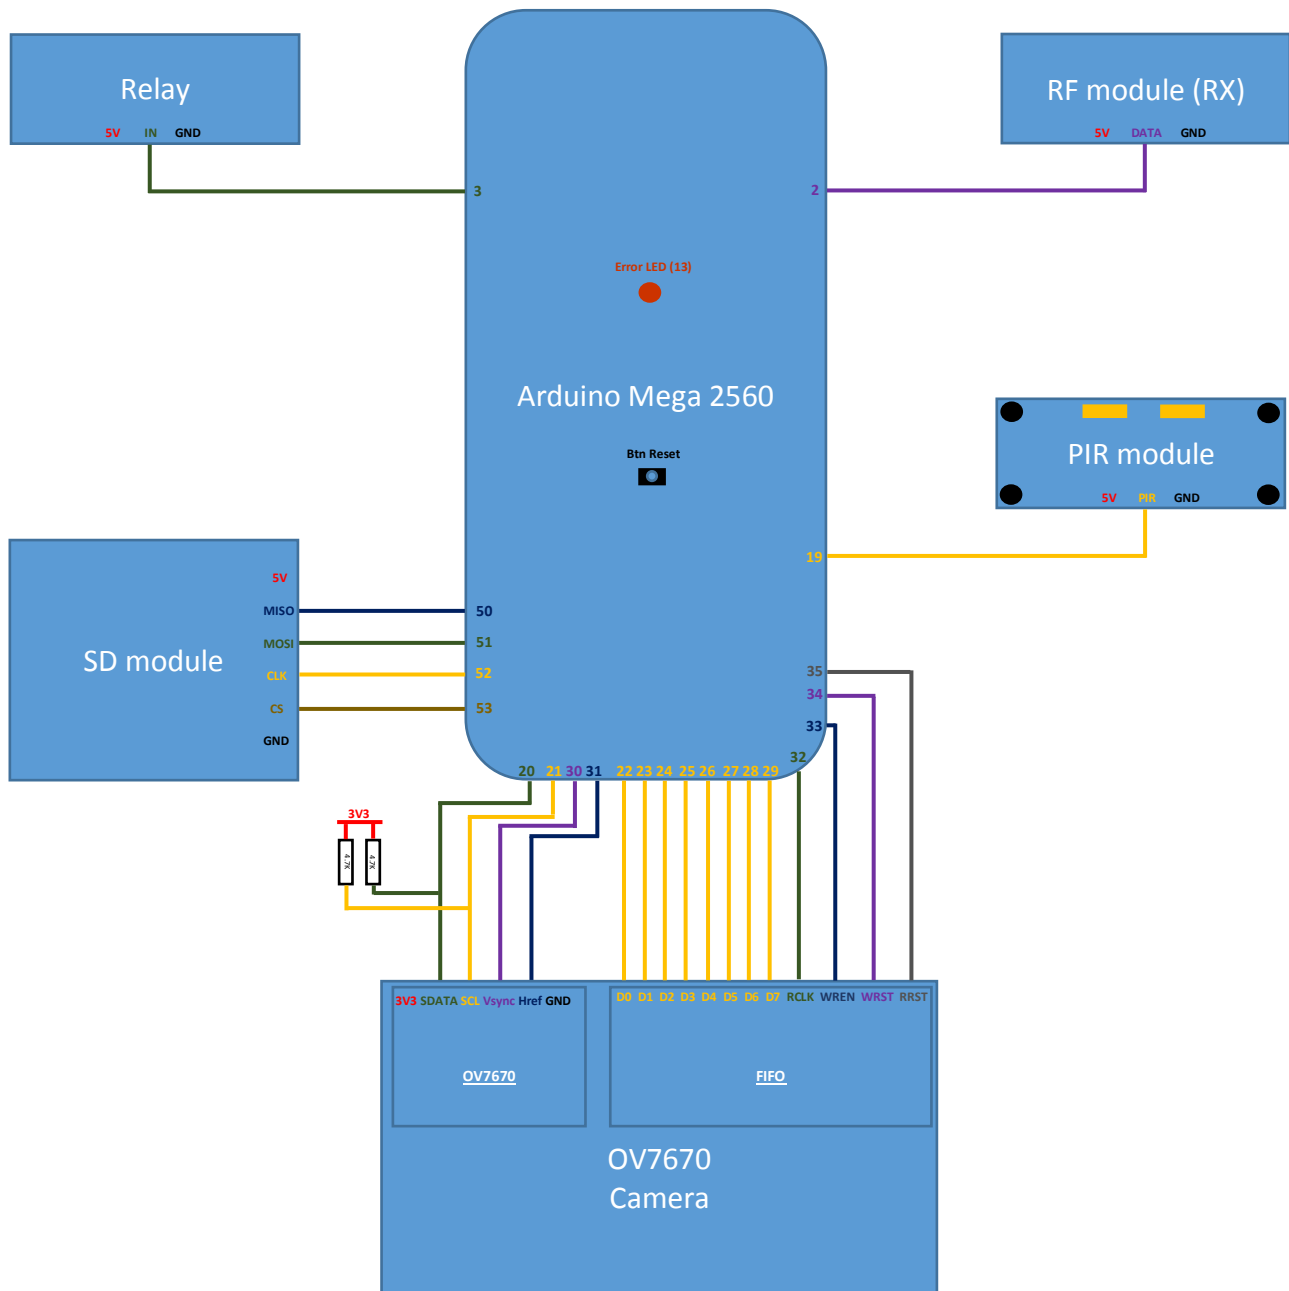 Relay
5V IN GND
RF module (RX)
5V DATA GND
3
2
Error LED (13)
Arduino Mega 2560
Btn Reset
PIR module
5V PIR GND
19
SD module
5V
MISO
MOSI
CLK
CS
GND
50
51
52
53
35
34
33
32
20 21 30 31 22 23 24 25 26 27 28 29
3V3
4.7K
4.7K
3V3 SDATA SCL Vsync Href GND
D0 D1 D2 D3 D4 D5 D6 D7 RCLK WREN WRST RRST
OV7670
FIFO
OV7670
Camera